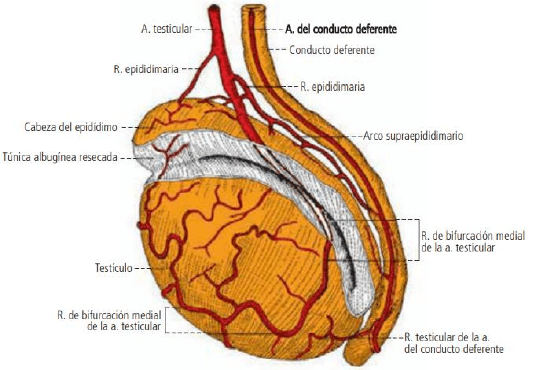 A. testicular
A. del conducto deferente
Conducto deferente
R. epididimaria
R. epididimaria
Cabeza del epidídimo
Arco supraepididimario
Túnica albugínea resecada
R. de bifurcación medial
de la a. testicular
Testículo
R. de bifurcación medial
de la a. testicular
R. testicular de la a.
del conducto deferente